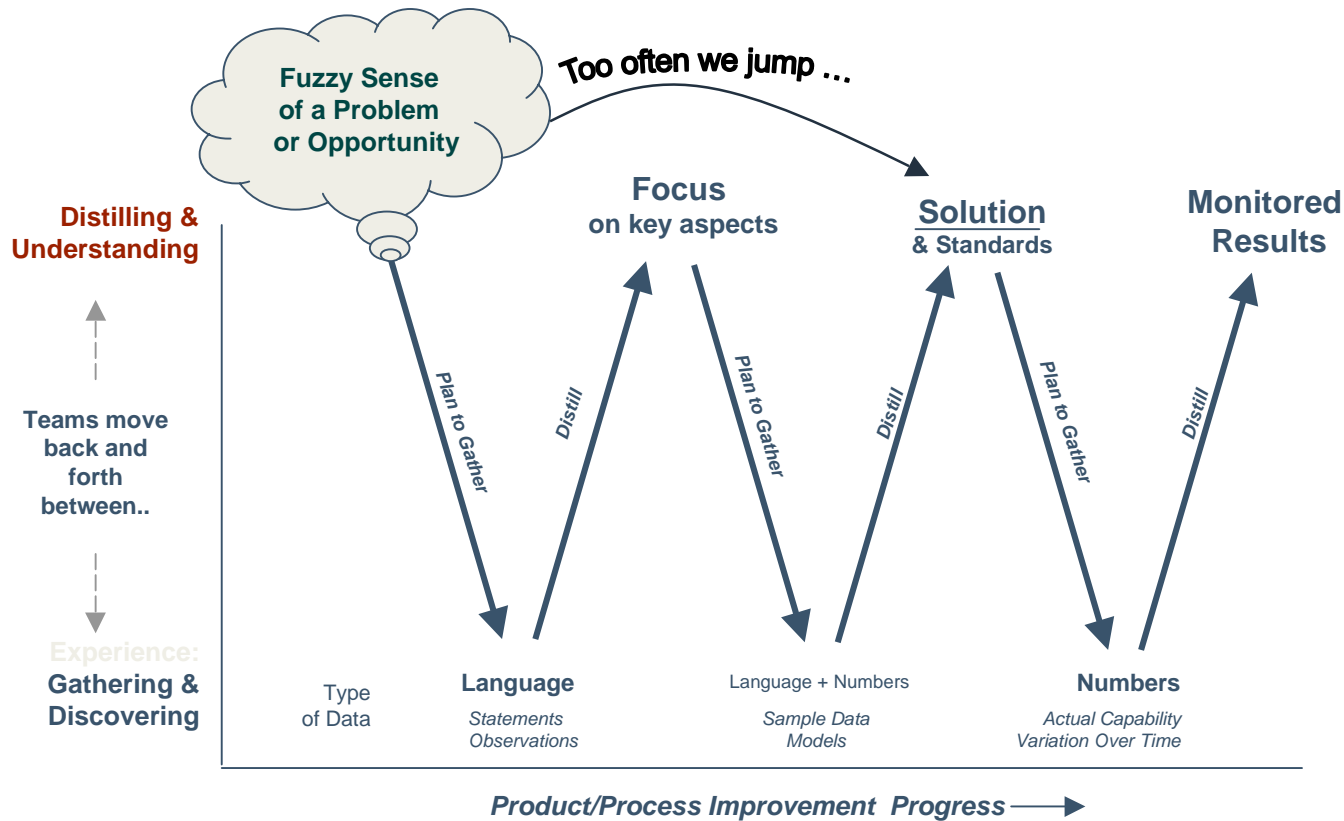 Too often we jump ...
Fuzzy Sense
of a Problem
or Opportunity
Focus
on key aspects
Solution
& Standards
Monitored
Results
Distilling &
Understanding
Teams move
back and
forth
between..
Experience:
Gathering &
Discovering
Plan to Gather
Distill
Plan to Gather
Distill
Plan to Gather
Distill
Type
of Data
Language
Statements
Observations
Language + Numbers
Sample Data
Models
Numbers
Actual Capability
Variation Over Time
Product/Process Improvement Progress